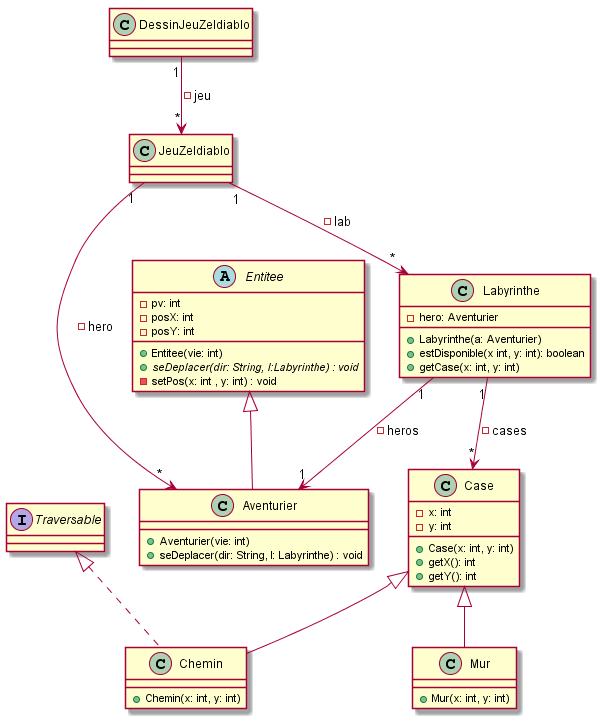 C DessinJeuZeldiablo
1
jeu
*
C JeuZeldiablo
1
1
lab
*
A Entitee
pv: int
posX: int
posY: int
Entitee(vie: int)
seDeplacer(dir: String, l:Labyrinthe) : void
setPos(x: int , y: int) : void
C Labyrinthe
hero: Aventurier
Labyrinthe(a: Aventurier)
estDisponible(x int, y: int): boolean
getCase(x: int, y: int)
hero
1
1
heros
cases
*
1
*
C Aventurier
Aventurier(vie: int)
seDeplacer(dir: String, l: Labyrinthe) : void
C Case
x: int
y: int
Case(x: int, y: int)
getX(): int
getY(): int
I Traversable
C Chemin
Chemin(x: int, y: int)
C Mur
Mur(x: int, y: int)